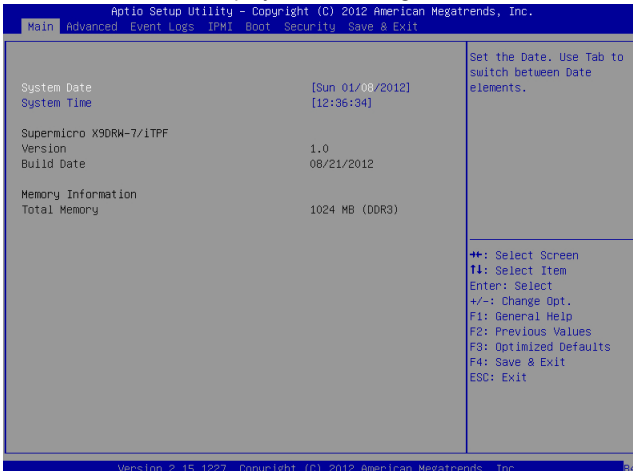 Aptio Setup Utility – Copyright (C) 2012 American Megatrends, Inc.
Main Advanced Event Logs IPMI Boot Security Save & Exit
System Date [Sun 01/08/2012]
System Time [12:36:34]
Supermicro X9DRW-7/iTPF
Version 1.0
Build Date 08/21/2012
Memory Information
Total Memory 1024 MB (DDR3)
Set the Date. Use Tab to
switch between Date
elements.
→←: Select Screen
↑↓: Select Item
Enter: Select
+/-: Change Opt.
F1: General Help
F2: Previous Values
F3: Optimized Defaults
F4: Save & Exit
ESC: Exit
Version 2.15.1227. Copyright (C) 2012 American Megatrends, Inc.